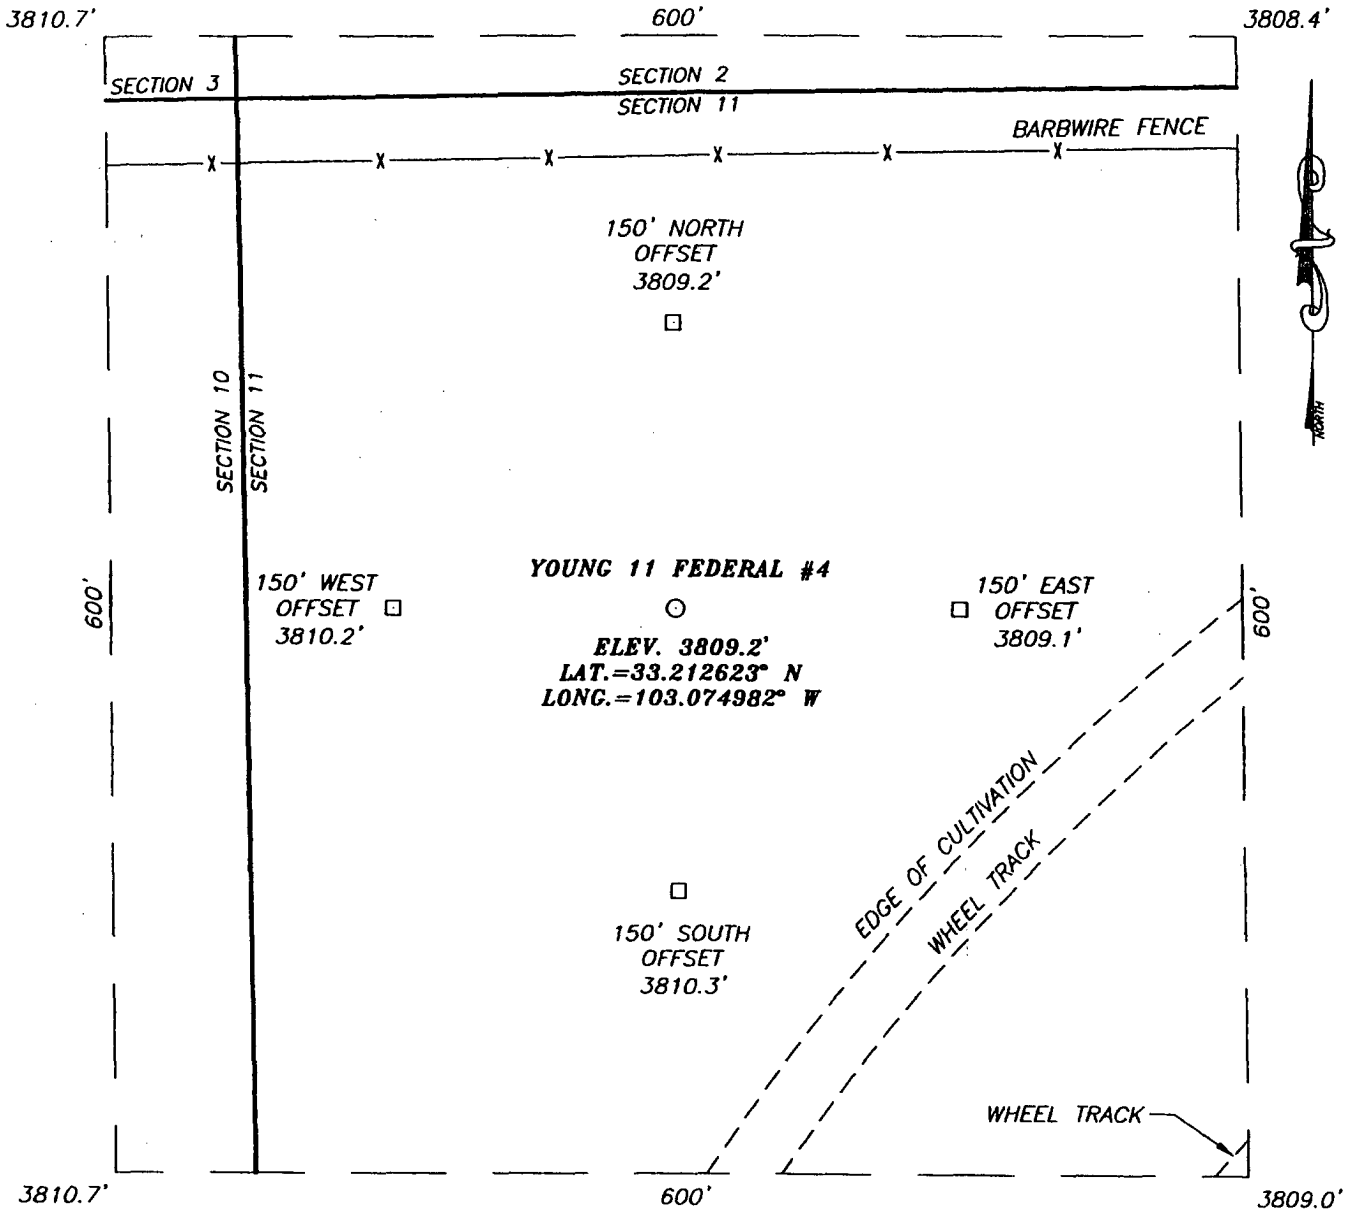 3810.7'
600'
3808.4'
SECTION 3
SECTION 2
SECTION 11
BARBWIRE FENCE
X X X X X X
150' NORTH
OFFSET
3809.2'
NORTH
SECTION 10
SECTION 11
150' WEST
OFFSET
3810.2'
YOUNG 11 FEDERAL #4
ELEV. 3809.2'
LAT.=33.212623° N
LONG.=103.074982° W
150' EAST
OFFSET
3809.1'
600'
600'
EDGE OF CULTIVATION
WHEEL TRACK
150' SOUTH
OFFSET
3810.3'
WHEEL TRACK
3810.7'
600'
3809.0'